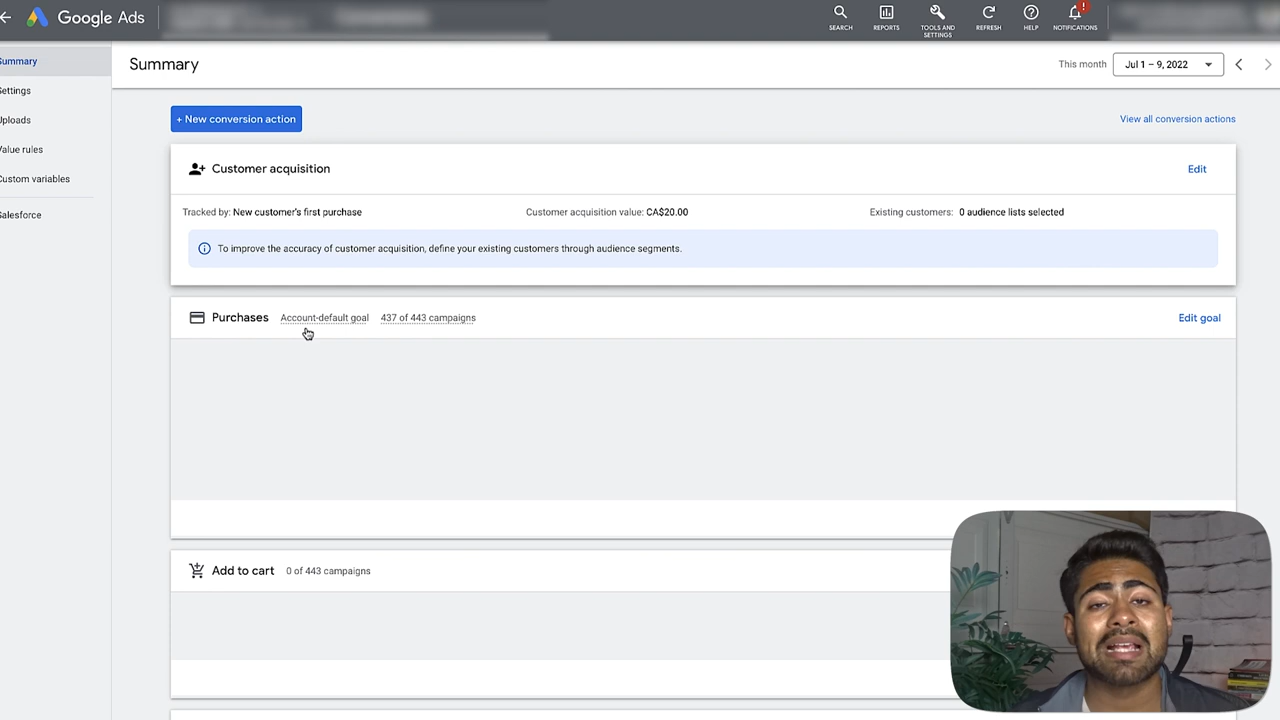 Google Ads
SEARCH
REPORTS
TOOLS AND
SETTINGS
REFRESH
HELP
!
NOTIFICATIONS
Summary
Settings
Uploads
Value rules
Custom variables
Salesforce
Summary
This month
Jul 1 – 9, 2022
+ New conversion action
View all conversion actions
Customer acquisition
Edit
Tracked by: New customer's first purchase
Customer acquisition value: CA$20.00
Existing customers: 0 audience lists selected
To improve the accuracy of customer acquisition, define your existing customers through audience segments.
Purchases
Account-default goal
437 of 443 campaigns
Edit goal
Add to cart
0 of 443 campaigns